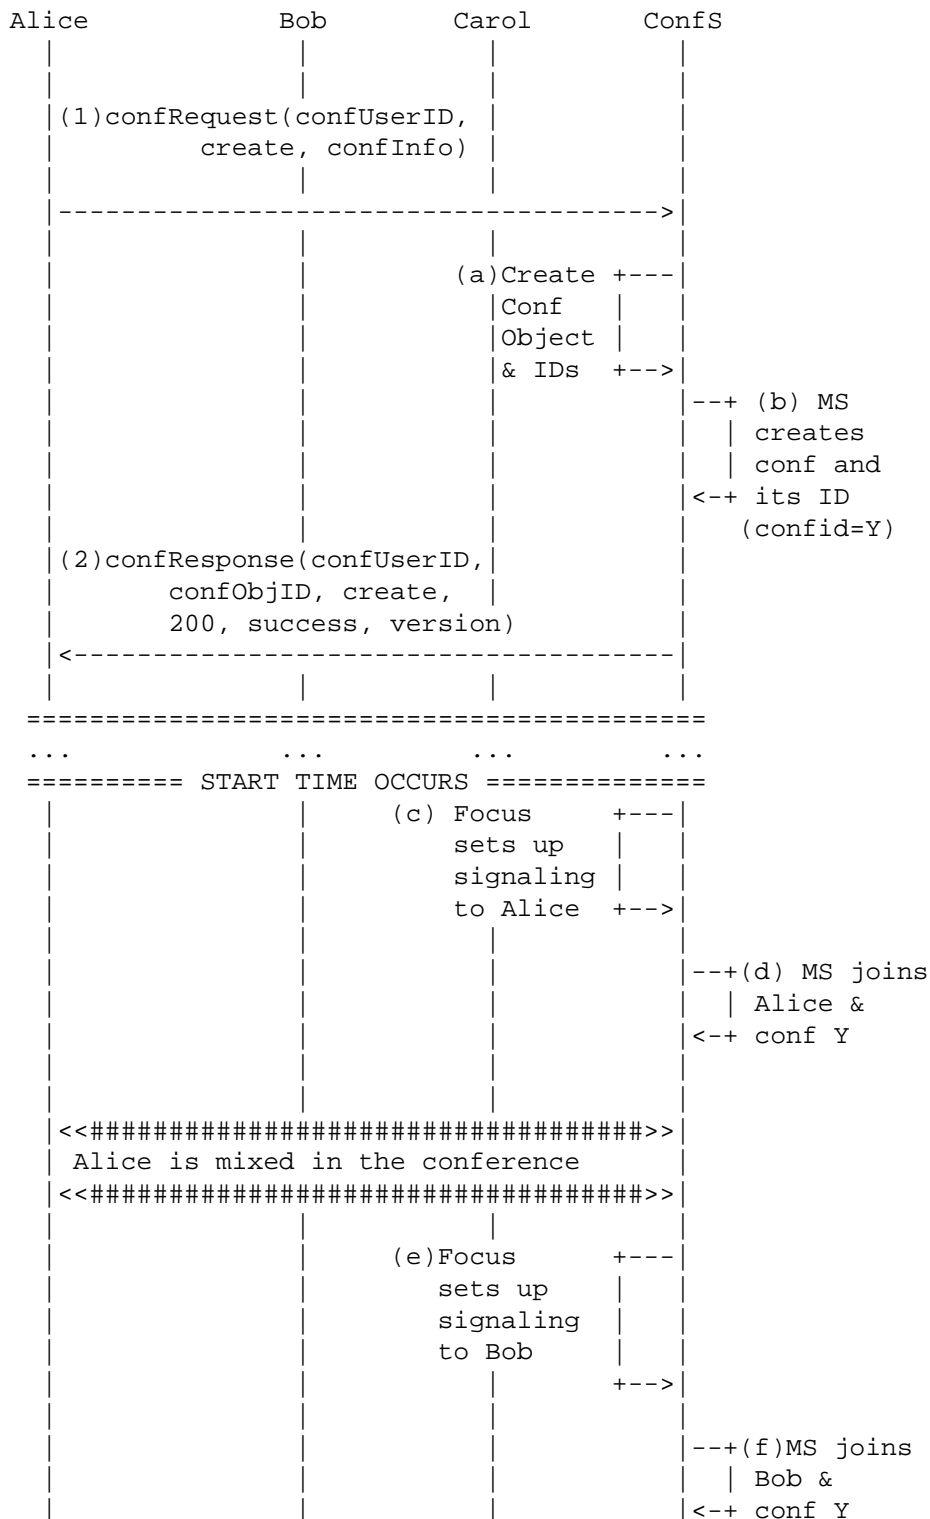 Alice            Bob       Carol         ConfS
  |               |           |           |
  |               |           |           |
  |(1)confRequest(confUserID, |           |
  |         create, confInfo) |           |
  |               |           |           |
  |-------------------------------------->|
  |               |           |           |
  |               |         (a)Create +---|
  |               |           |Conf   |   |
  |               |           |Object |   |
  |               |           |& IDs  +-->|
  |               |           |           |--+ (b) MS
  |               |           |           |  | creates
  |               |           |           |  | conf and
  |               |           |           |<-+ its ID
  |               |           |           |   (confid=Y)
  |(2)confResponse(confUserID,|           |
  |       confObjID, create,  |           |
  |       200, success, version)          |
  |<--------------------------------------|
  |               |           |           |
 ===========================================
 ...             ...         ...         ...
 ========== START TIME OCCURS ==============
  |               |     (c) Focus     +---|
  |               |         sets up   |   |
  |               |         signaling |   |
  |               |         to Alice  +-->|
  |               |           |           |
  |               |           |           |--+(d) MS joins
  |               |           |           |  | Alice &
  |               |           |           |<-+ conf Y
  |               |           |           |
  |               |           |           |
  |<<###################################>>|
  | Alice is mixed in the conference      |
  |<<###################################>>|
  |               |           |           |
  |               |     (e)Focus      +---|
  |               |        sets up    |   |
  |               |        signaling  |   |
  |               |        to Bob     |   |
  |               |           |       +-->|
  |               |           |           |
  |               |           |           |--+(f)MS joins
  |               |           |           |  | Bob &
  |               |           |           |<-+ conf Y